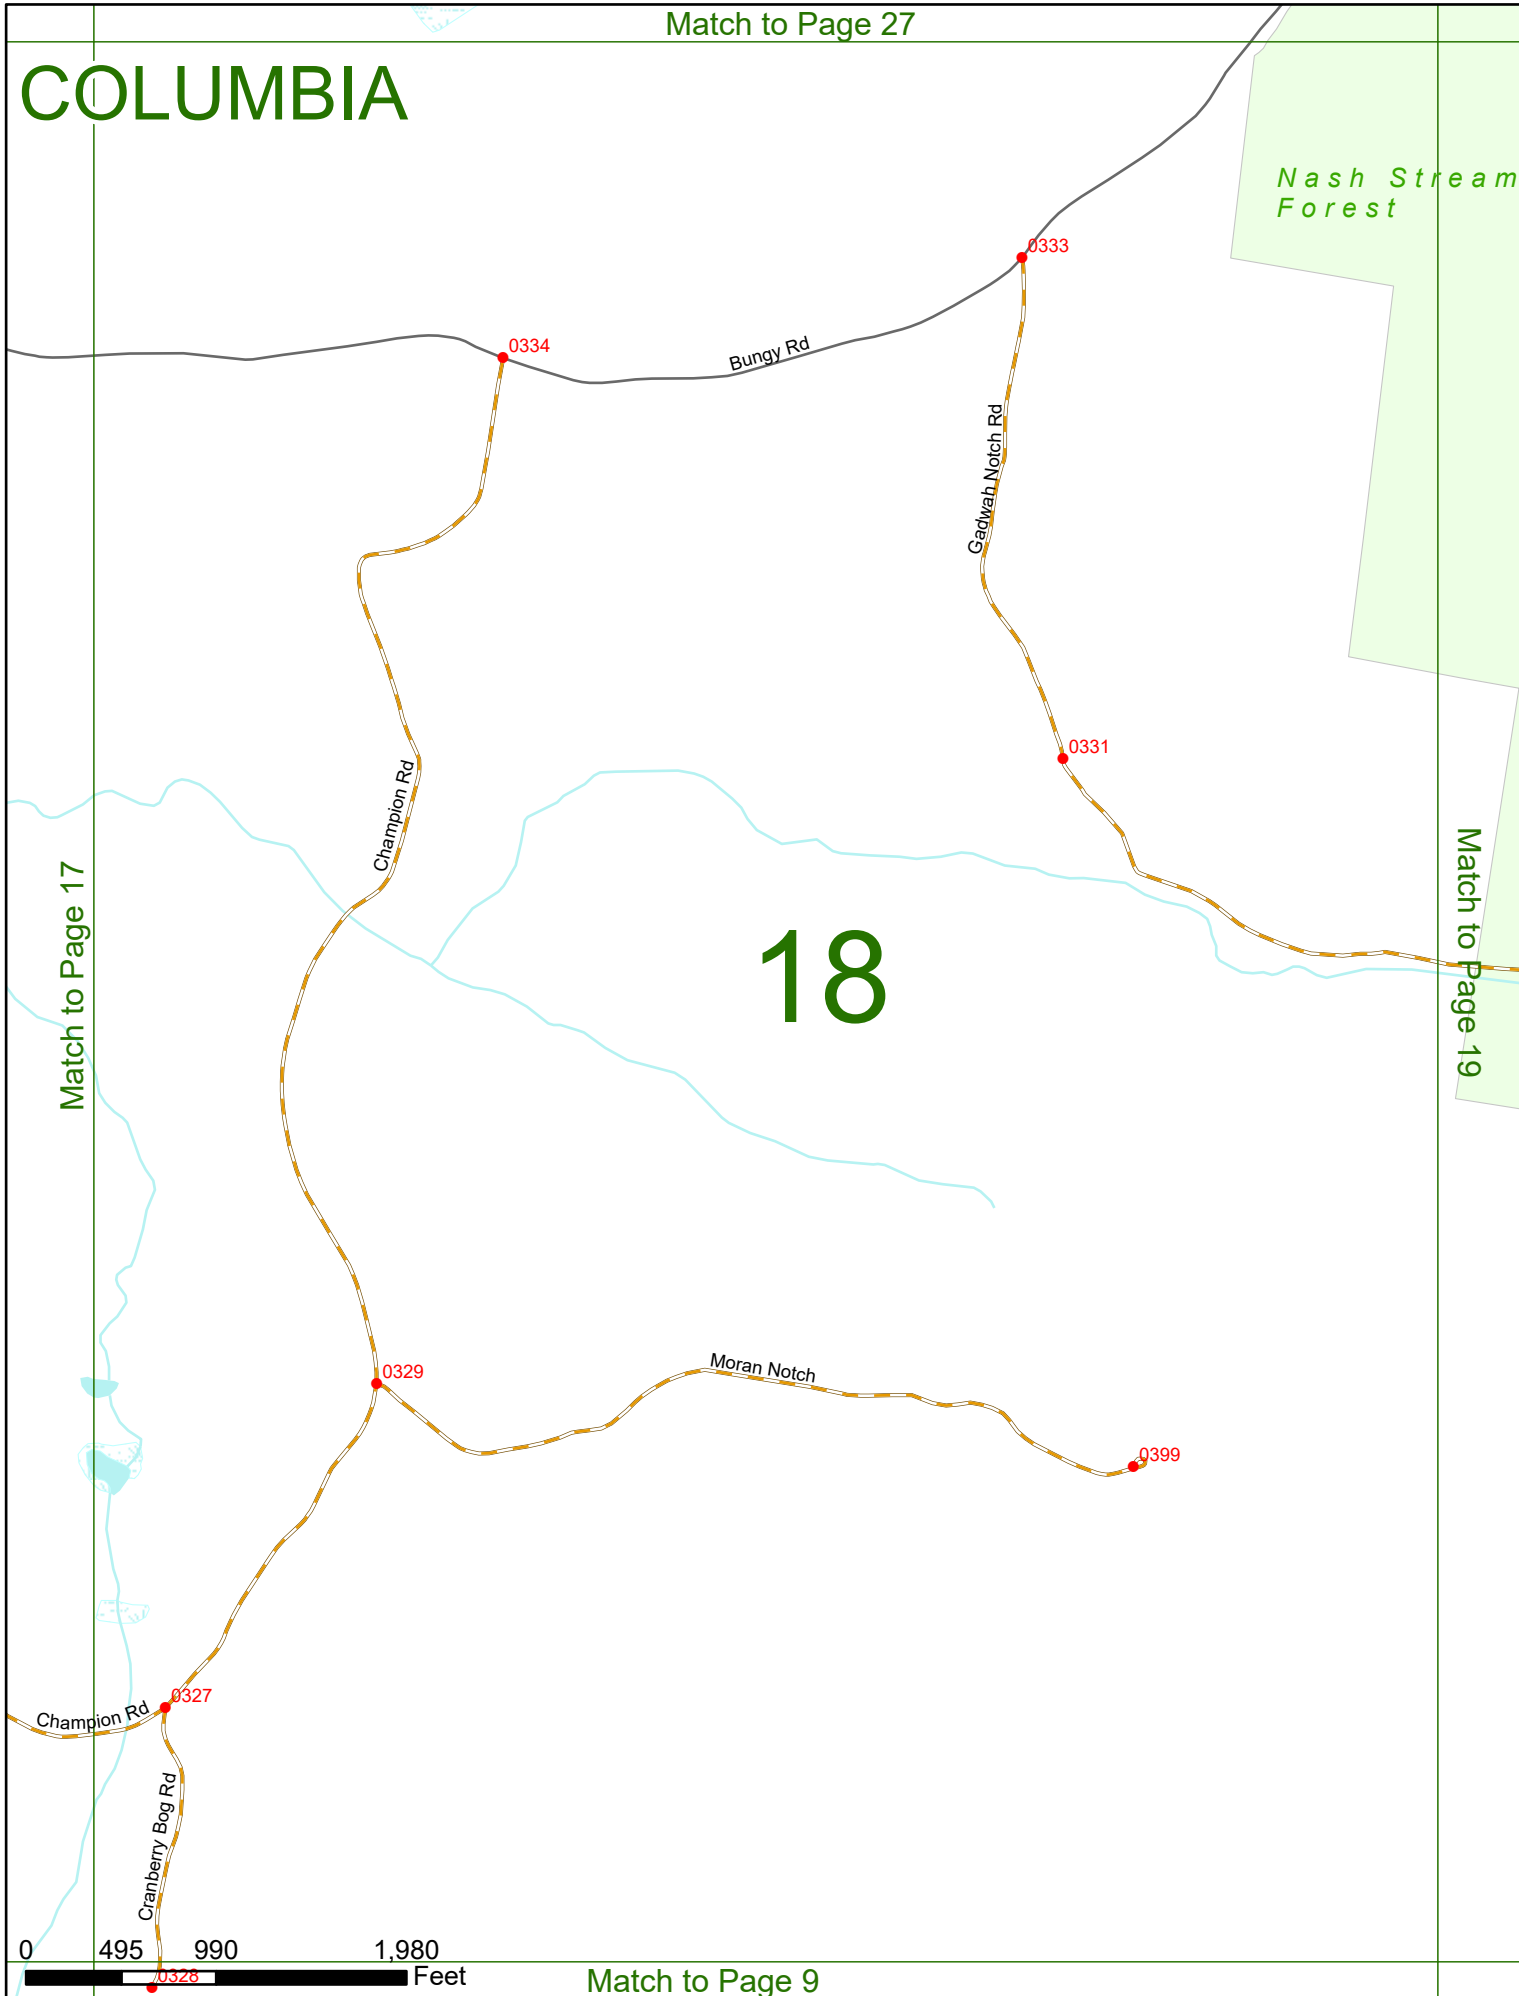 Match to Page 27
COLUMBIA
Nash Stream
Forest
0333
0334
Bungy Rd
Gadwah Notch Rd
0331
Champion Rd
Match to Page 17
18
Match to Page 19
0329
Moran Notch
0399
0327
Champion Rd
Cranberry Bog Rd
0 495 990 1,980
Feet
0328
Match to Page 9